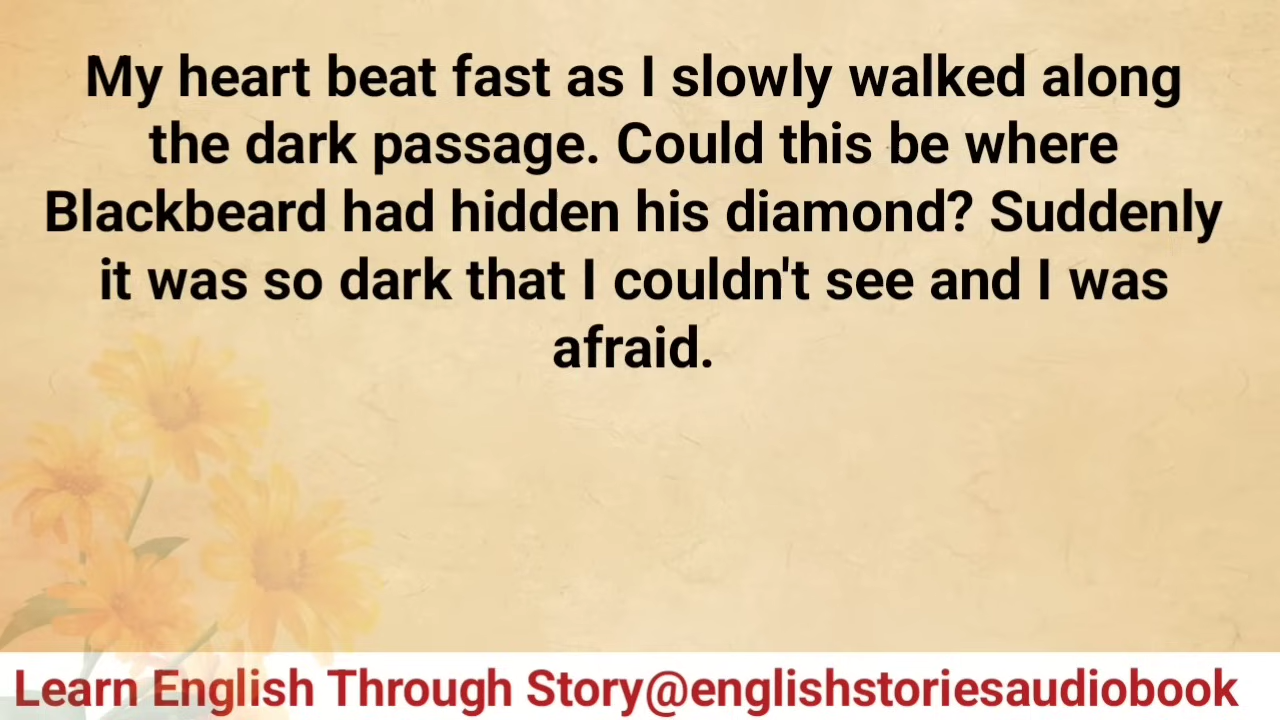 My heart beat fast as I slowly walked along
the dark passage. Could this be where
Blackbeard had hidden his diamond? Suddenly
it was so dark that I couldn't see and I was
afraid.
Learn English Through Story@englishstoriesaudiobook